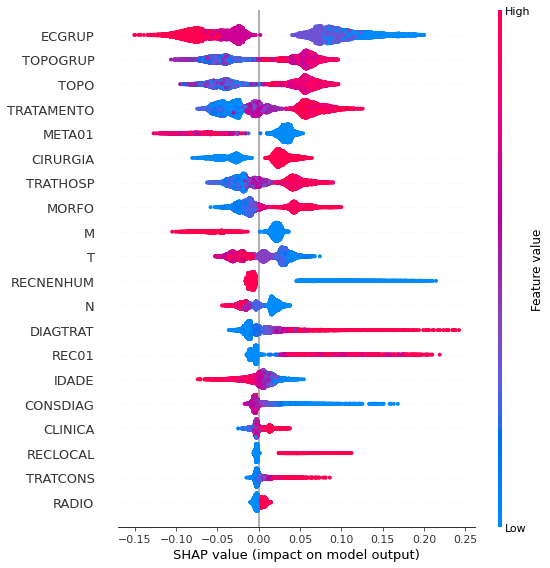 High
ECGRUP
TOPOGRUP
TOPO
TRATAMENTO
META01
CIRURGIA
TRATHOSP
MORFO
M
T
RECNENHUM
N
DIAGTRAT
REC01
IDADE
CONSDIAG
CLINICA
RECLOCAL
TRATCONS
RADIO
Feature value
Low
−0.15 −0.10 −0.05 0.00 0.05 0.10 0.15 0.20 0.25
SHAP value (impact on model output)